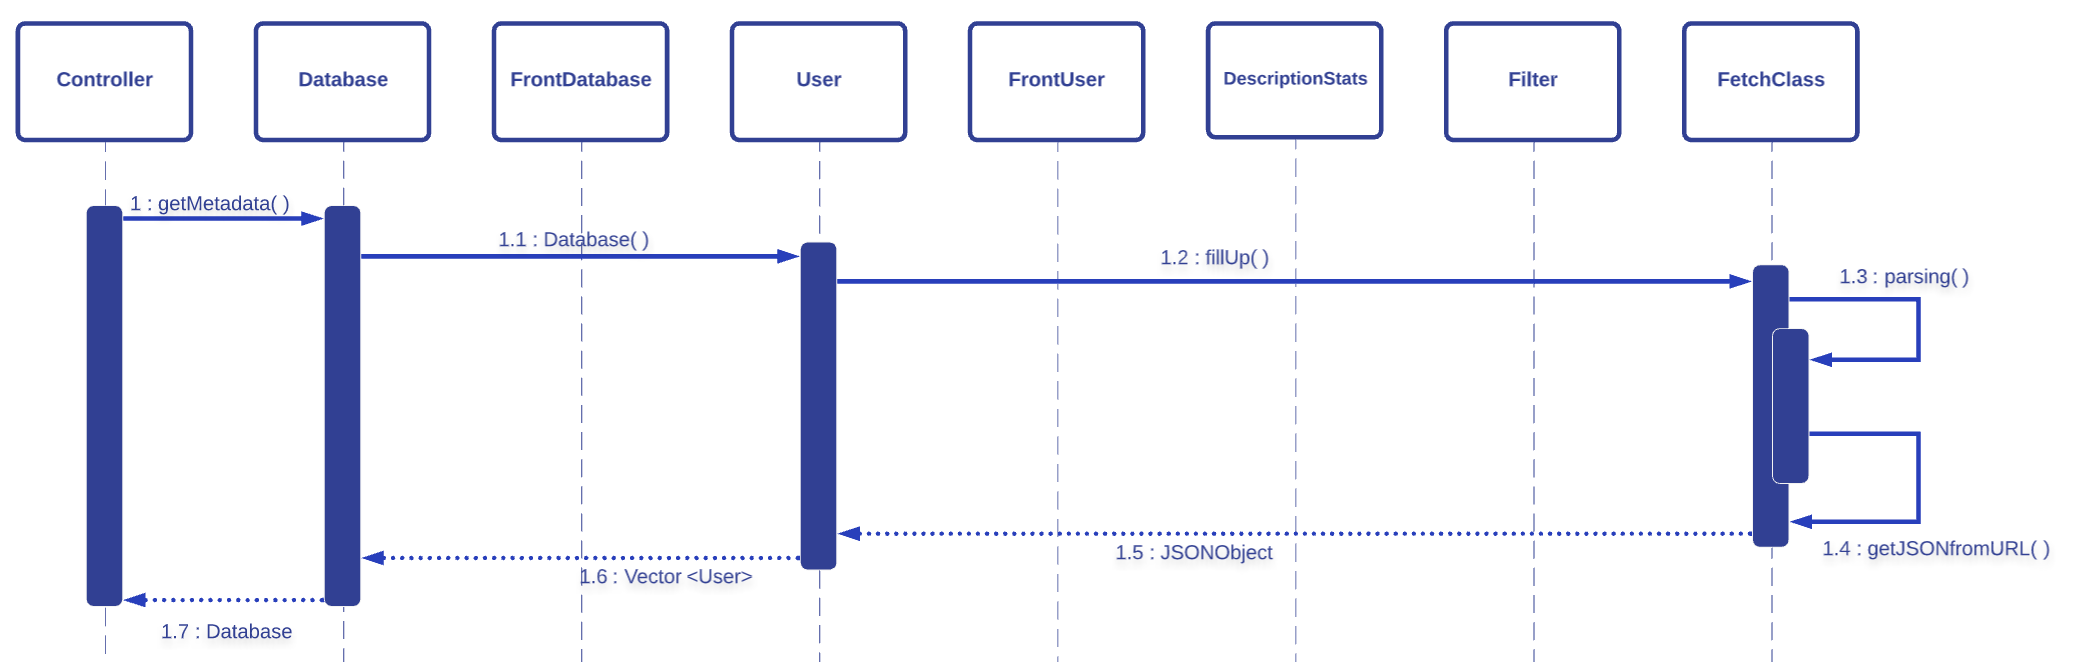 Controller
Database
FrontDatabase
User
FrontUser
DescriptionStats
Filter
FetchClass
1 : getMetadata( )
1.1 : Database( )
1.2 : fillUp( )
1.3 : parsing( )
1.4 : getJSONfromURL( )
1.5 : JSONObject
1.6 : Vector <User>
1.7 : Database